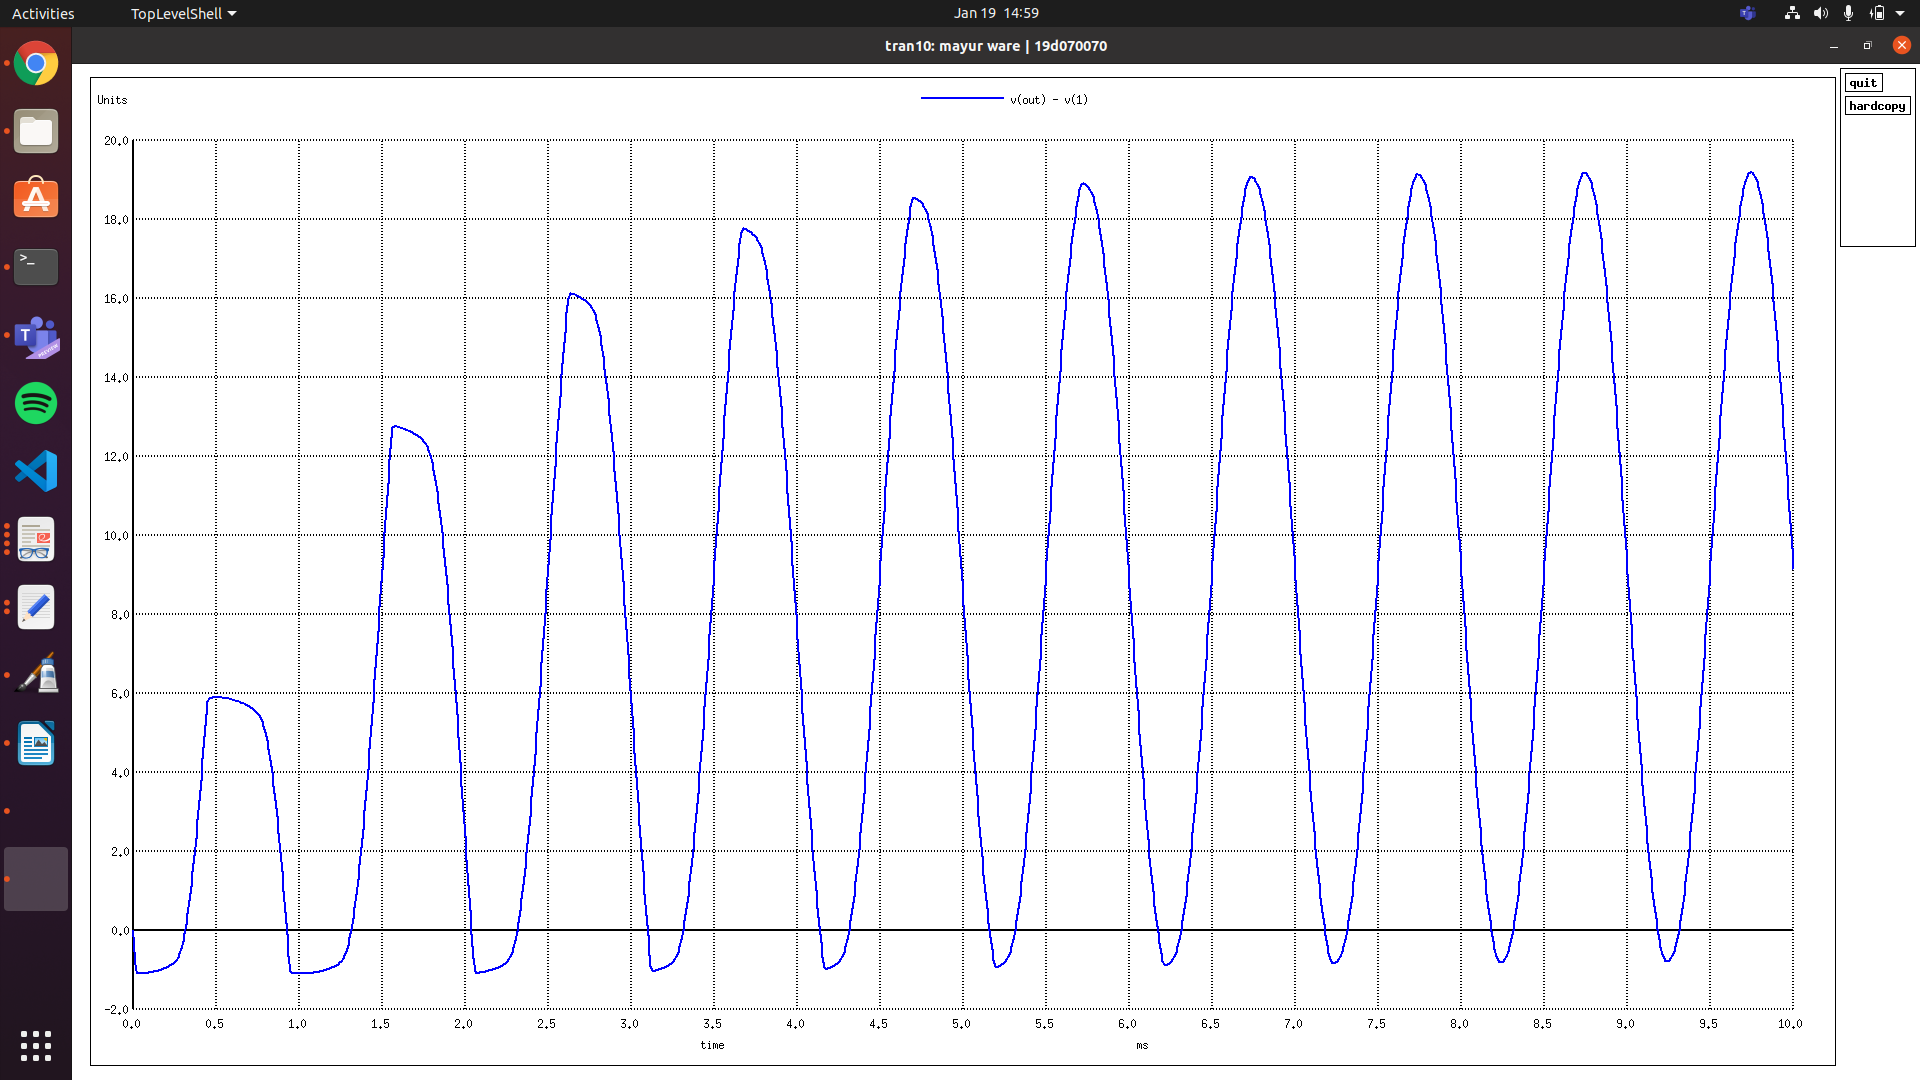 Activities
TopLevelShell
Jan 19 14:59
tran10: mayur ware | 19d070070
quit
hardcopy
Units
v(out) - v(1)
20.0
18.0
16.0
14.0
12.0
10.0
8.0
6.0
4.0
2.0
0.0
-2.0
0.0 0.5 1.0 1.5 2.0 2.5 3.0 3.5 4.0 4.5 5.0 5.5 6.0 6.5 7.0 7.5 8.0 8.5 9.0 9.5 10.0
time ms
>_
T
PREVIEW